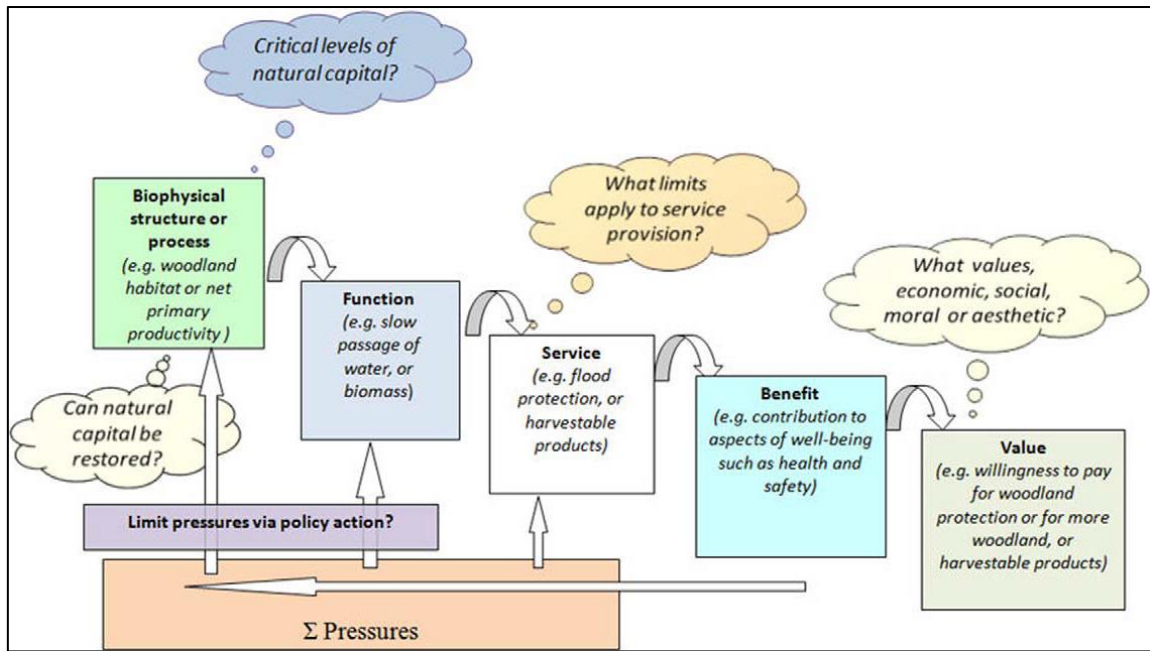 Critical levels of
natural capital?
Biophysical
structure or
process
(e.g. woodland
habitat or net
primary
productivity )
Can natural
capital be
restored?
Function
(e.g. slow
passage of
water, or
biomass)
What limits
apply to service
provision?
Service
(e.g. flood
protection, or
harvestable
products)
Benefit
(e.g. contribution to
aspects of well-being
such as health and
safety)
What values,
economic, social,
moral or aesthetic?
Value
(e.g. willingness to pay
for woodland
protection or for more
woodland, or
harvestable products)
Limit pressures via policy action?
Σ Pressures